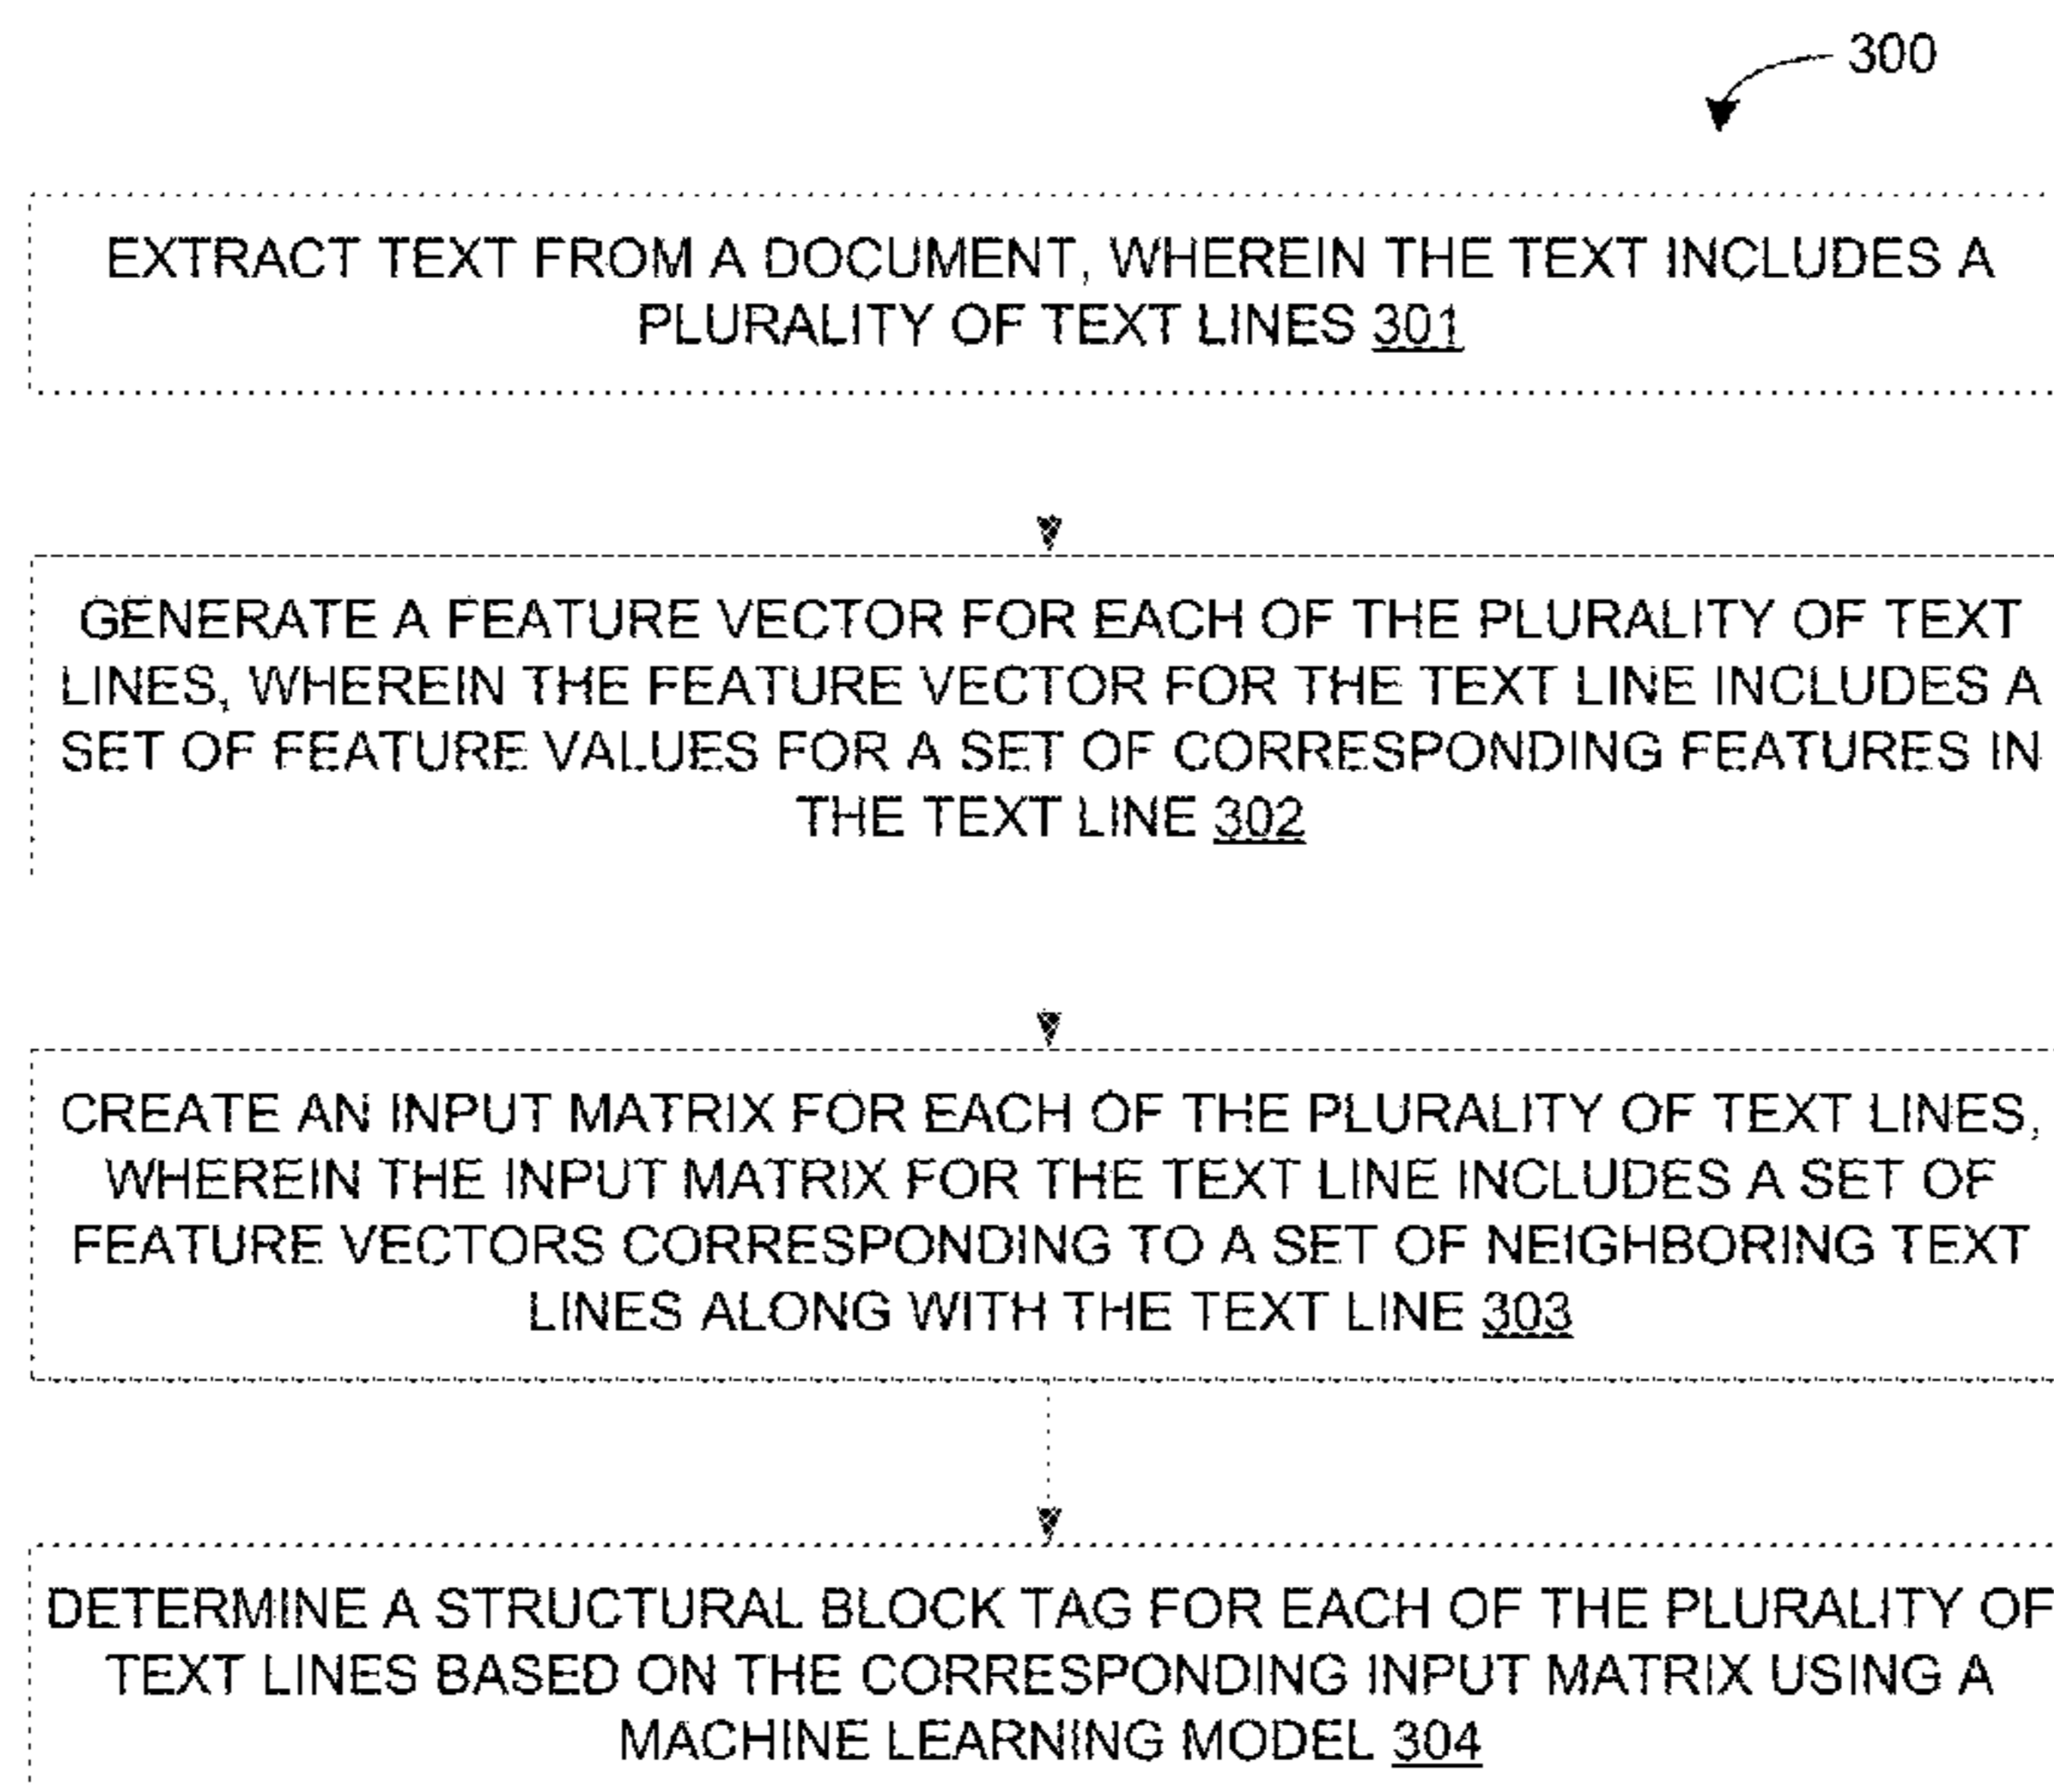 300
EXTRACT TEXT FROM A DOCUMENT, WHEREIN THE TEXT INCLUDES A
PLURALITY OF TEXT LINES 301
GENERATE A FEATURE VECTOR FOR EACH OF THE PLURALITY OF TEXT
LINES, WHEREIN THE FEATURE VECTOR FOR THE TEXT LINE INCLUDES A
SET OF FEATURE VALUES FOR A SET OF CORRESPONDING FEATURES IN
THE TEXT LINE 302
CREATE AN INPUT MATRIX FOR EACH OF THE PLURALITY OF TEXT LINES,
WHEREIN THE INPUT MATRIX FOR THE TEXT LINE INCLUDES A SET OF
FEATURE VECTORS CORRESPONDING TO A SET OF NEIGHBORING TEXT
LINES ALONG WITH THE TEXT LINE 303
DETERMINE A STRUCTURAL BLOCK TAG FOR EACH OF THE PLURALITY OF
TEXT LINES BASED ON THE CORRESPONDING INPUT MATRIX USING A
MACHINE LEARNING MODEL 304